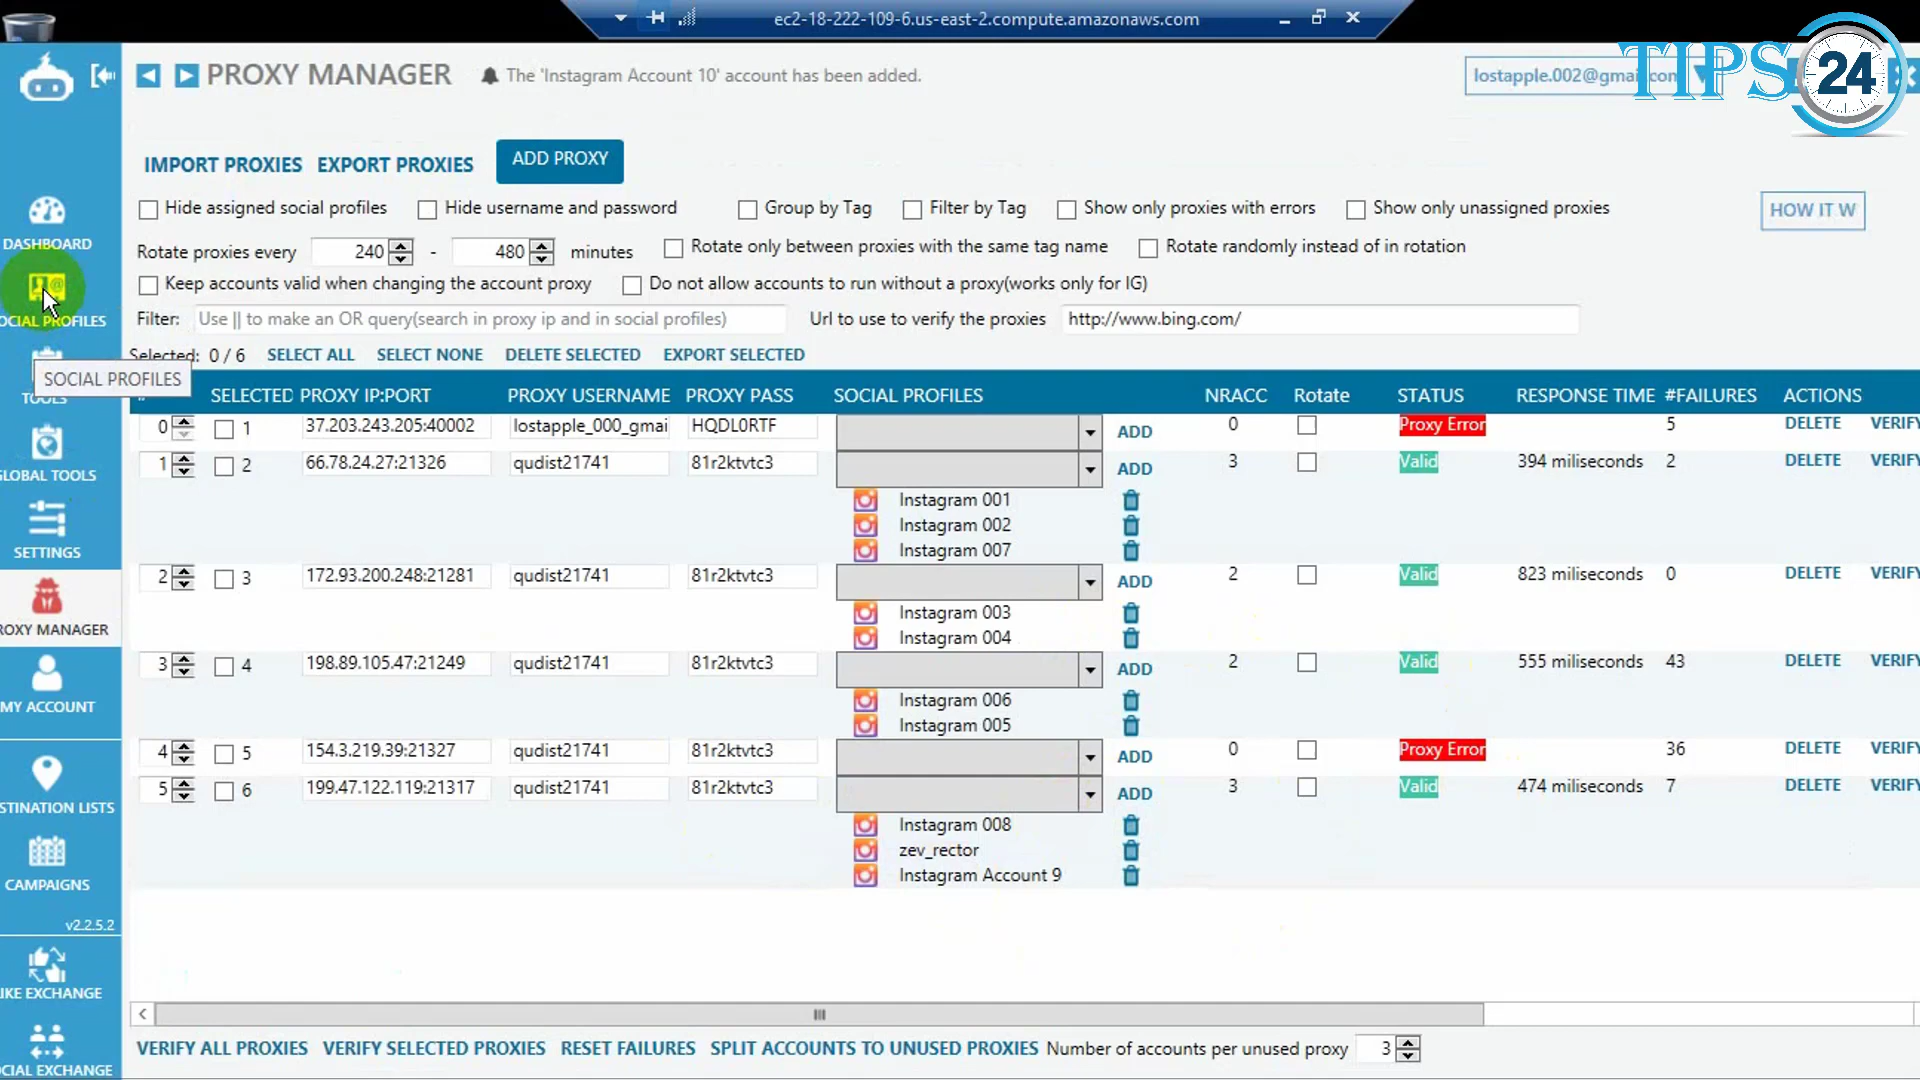 ec2-18-222-109-6.us-east-2.compute.amazonaws.com
TIPS 24
PROXY MANAGER
The 'Instagram Account 10' account has been added.
lostapple.002@gmail.com
IMPORT PROXIES EXPORT PROXIES ADD PROXY
Hide assigned social profiles Hide username and password Group by Tag Filter by Tag Show only proxies with errors Show only unassigned proxies HOW IT W
Rotate proxies every 240 - 480 minutes Rotate only between proxies with the same tag name Rotate randomly instead of in rotation
Keep accounts valid when changing the account proxy Do not allow accounts to run without a proxy(works only for IG)
Filter: Use || to make an OR query(search in proxy ip and in social profiles) Url to use to verify the proxies http://www.bing.com/
Selected: 0 / 6 SELECT ALL SELECT NONE DELETE SELECTED EXPORT SELECTED
# SELECTED PROXY IP:PORT PROXY USERNAME PROXY PASS SOCIAL PROFILES NRACC Rotate STATUS RESPONSE TIME #FAILURES ACTIONS
0 1 37.203.243.205:40002 lostapple_000_gmai HQDL0RTF ADD 0 Proxy Error 5 DELETE VERIFY
1 2 66.78.24.27:21326 qudist21741 81r2ktvtc3 ADD 3 Valid 394 miliseconds 2 DELETE VERIFY
Instagram 001
Instagram 002
Instagram 007
2 3 172.93.200.248:21281 qudist21741 81r2ktvtc3 ADD 2 Valid 823 miliseconds 0 DELETE VERIFY
Instagram 003
Instagram 004
3 4 198.89.105.47:21249 qudist21741 81r2ktvtc3 ADD 2 Valid 555 miliseconds 43 DELETE VERIFY
Instagram 006
Instagram 005
4 5 154.3.219.39:21327 qudist21741 81r2ktvtc3 ADD 0 Proxy Error 36 DELETE VERIFY
5 6 199.47.122.119:21317 qudist21741 81r2ktvtc3 ADD 3 Valid 474 miliseconds 7 DELETE VERIFY
Instagram 008
zev_rector
Instagram Account 9
VERIFY ALL PROXIES VERIFY SELECTED PROXIES RESET FAILURES SPLIT ACCOUNTS TO UNUSED PROXIES Number of accounts per unused proxy 3
DASHBOARD
OCIAL PROFILES
SOCIAL PROFILES
TOOLS
GLOBAL TOOLS
SETTINGS
ROXY MANAGER
MY ACCOUNT
STINATION LISTS
CAMPAIGNS
v2.2.5.2
IKE EXCHANGE
CIAL EXCHANGE